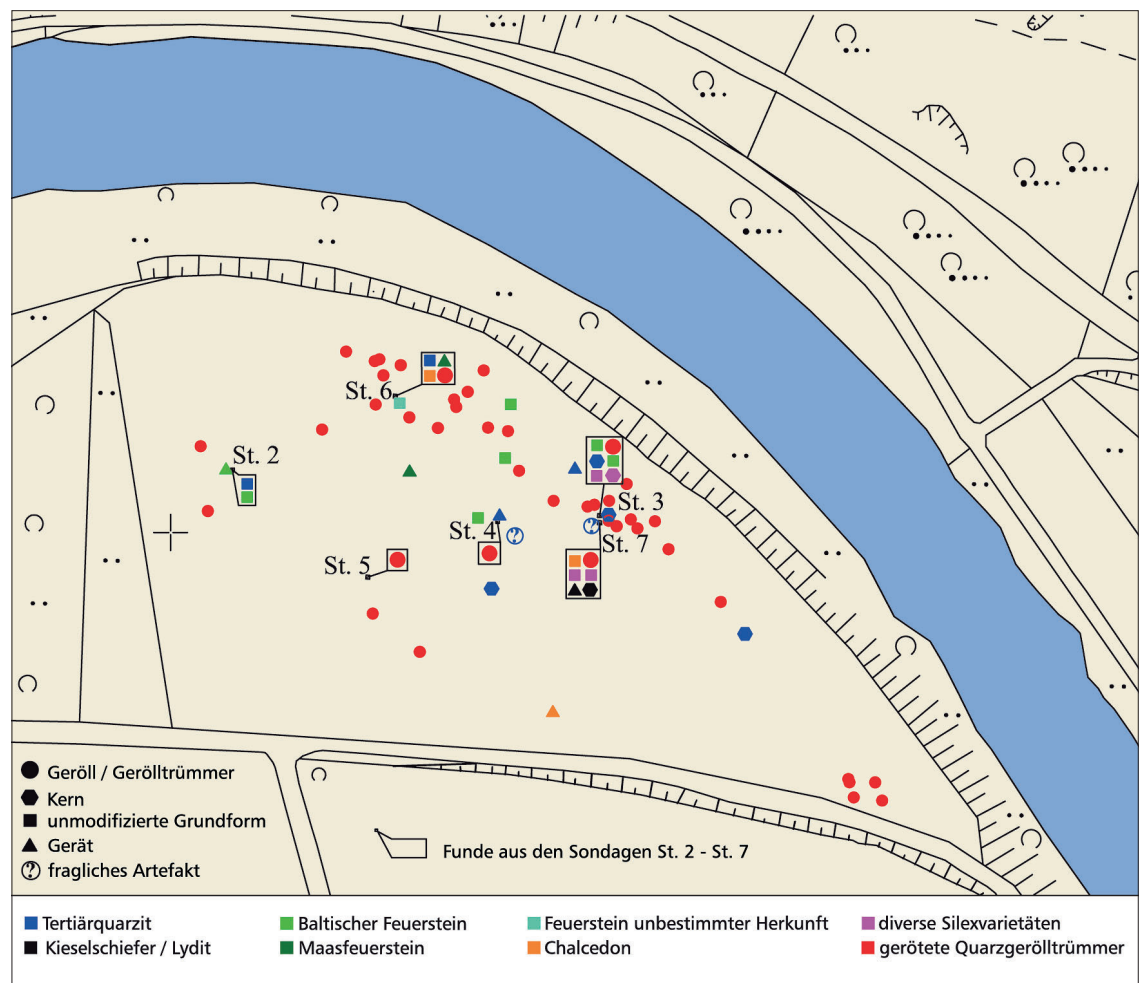 St. 6
St. 2
St. 3
St. 4
St. 7
St. 5
Geröll / Gerölltrümmer
Kern
unmodifizierte Grundform
Gerät
? fragliches Artefakt
Funde aus den Sondagen St. 2 - St. 7
Tertiärquarzit
Baltischer Feuerstein
Feuerstein unbestimmter Herkunft
diverse Silexvarietäten
Kieselschiefer / Lydit
Maasfeuerstein
Chalcedon
gerötete Quarzgerölltrümmer